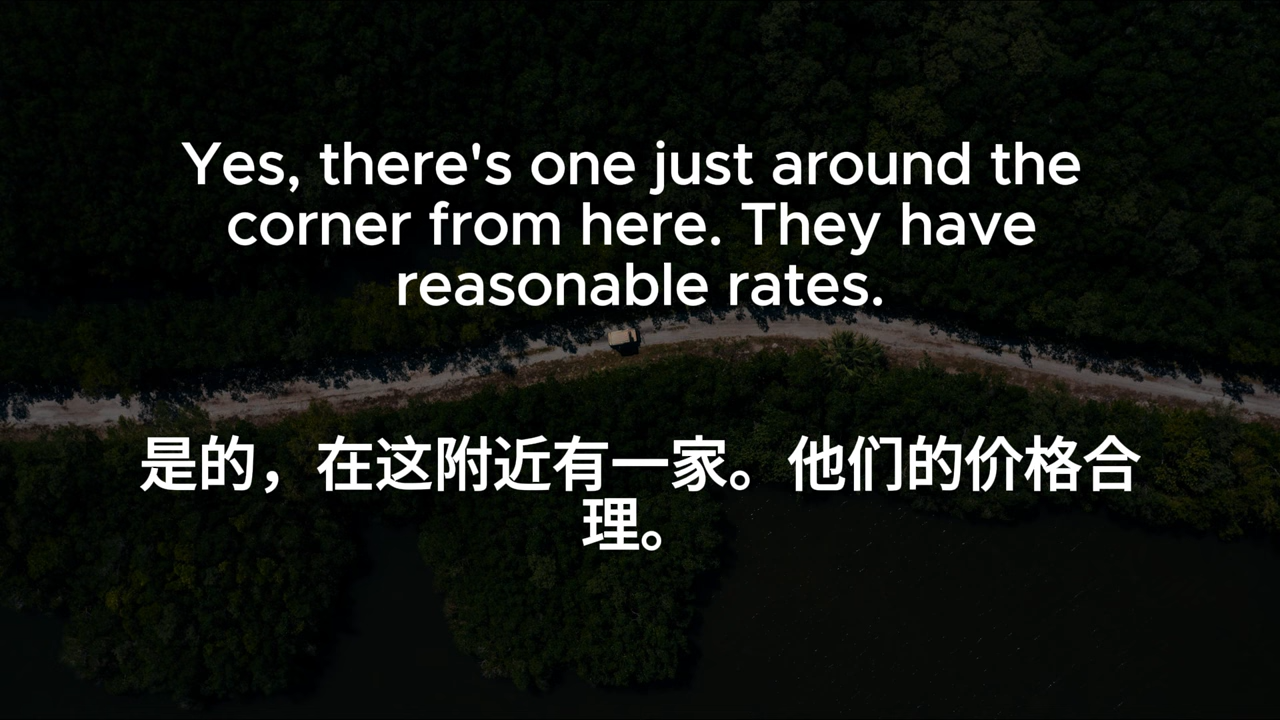 Yes, there's one just around the
corner from here. They have
reasonable rates.
是的，在这附近有一家。他们的价格合
理。